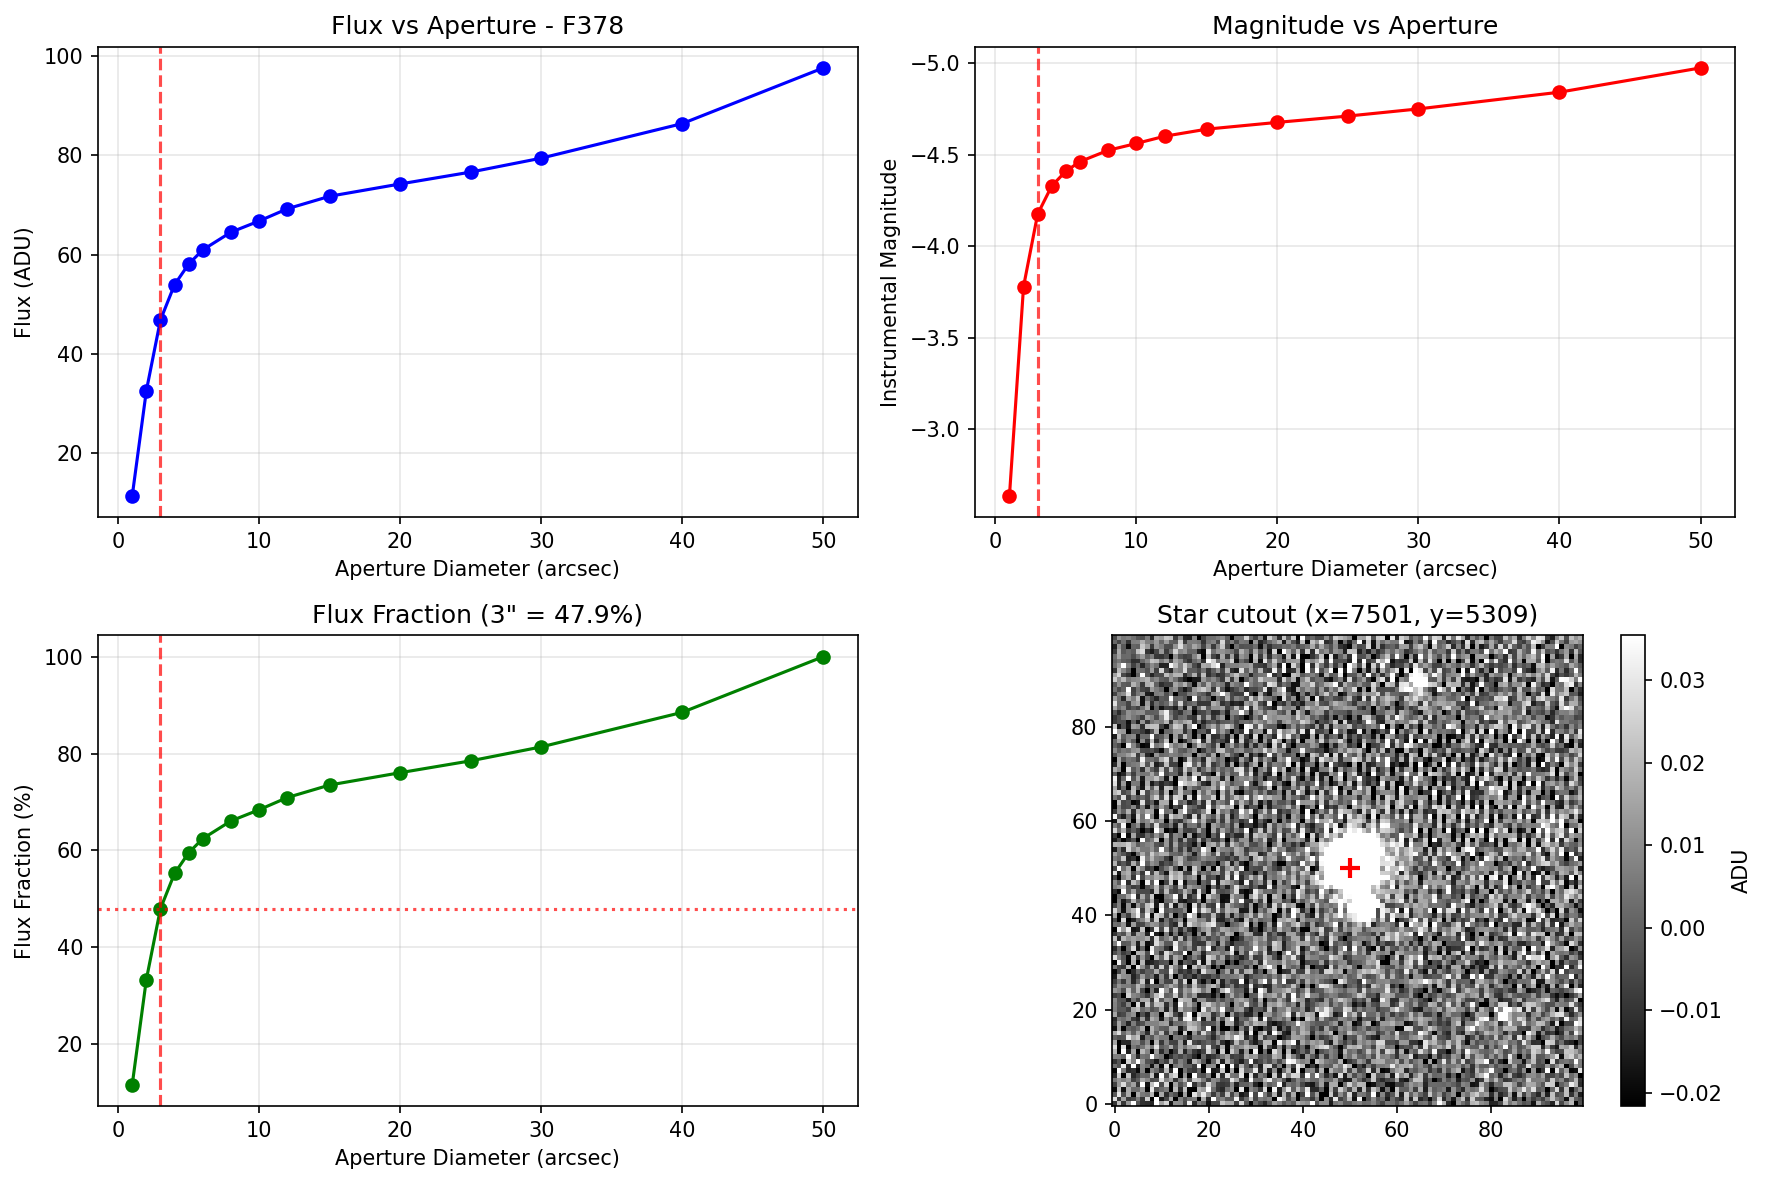 Flux vs Aperture - F378
100
80
60
40
20
Flux (ADU)
0 10 20 30 40 50
Aperture Diameter (arcsec)
Magnitude vs Aperture
−5.0
−4.5
−4.0
−3.5
−3.0
Instrumental Magnitude
0 10 20 30 40 50
Aperture Diameter (arcsec)
Flux Fraction (3" = 47.9%)
100
80
60
40
20
Flux Fraction (%)
0 10 20 30 40 50
Aperture Diameter (arcsec)
Star cutout (x=7501, y=5309)
80
60
40
20
0
0 20 40 60 80
0.03
0.02
0.01
0.00
−0.01
−0.02
ADU